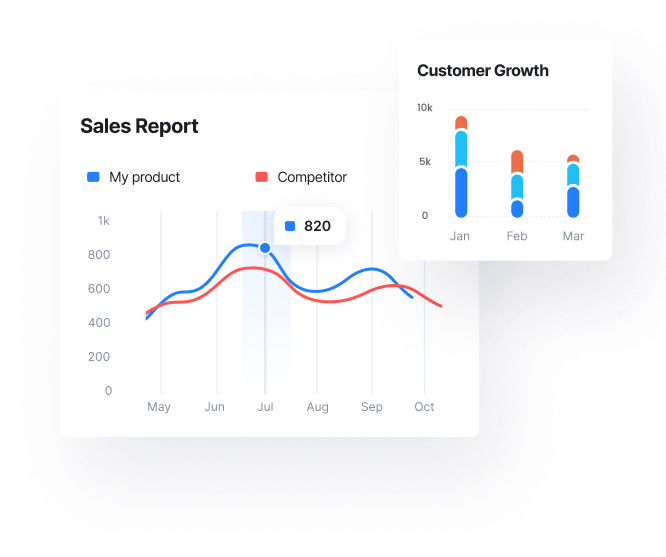 Customer Growth
10k
5k
0
Jan Feb Mar
Sales Report
My product Competitor
820
1k
800
600
400
200
0
May Jun Jul Aug Sep Oct